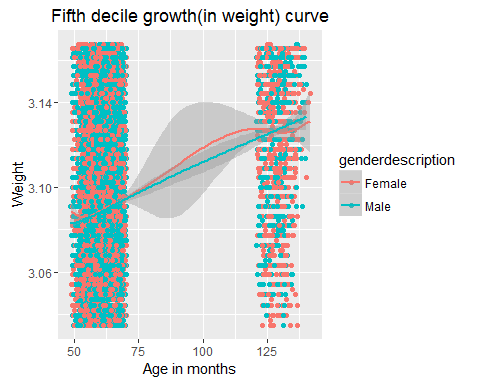 Fifth decile growth(in weight) curve
3.14
3.10
3.06
Weight
50
75
100
125
Age in months
genderdescription
Female
Male